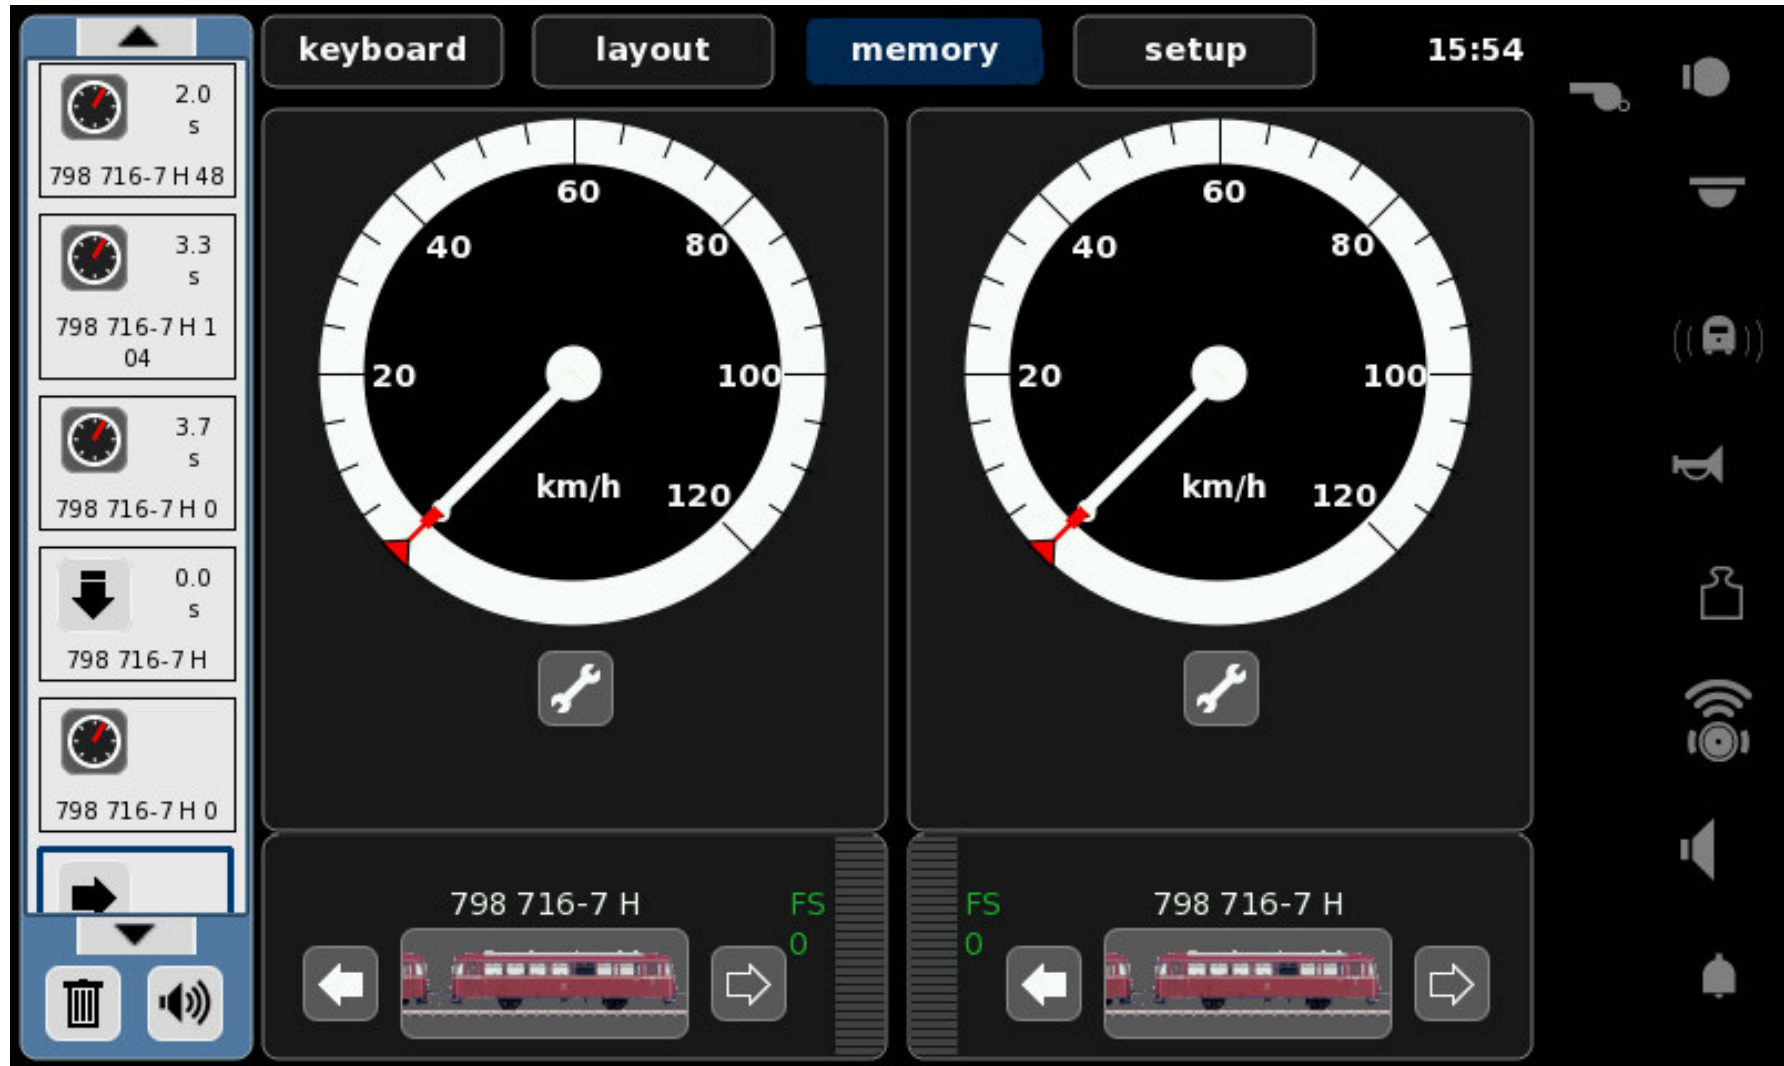 keyboard
layout
memory
setup
15:54
2.0
s
798 716-7 H 48
3.3
s
798 716-7 H 1
04
3.7
s
798 716-7 H 0
0.0
s
798 716-7 H
798 716-7 H 0
60
40
80
20
100
km/h
120
60
40
80
20
100
km/h
120
798 716-7 H
FS
0
FS
0
798 716-7 H